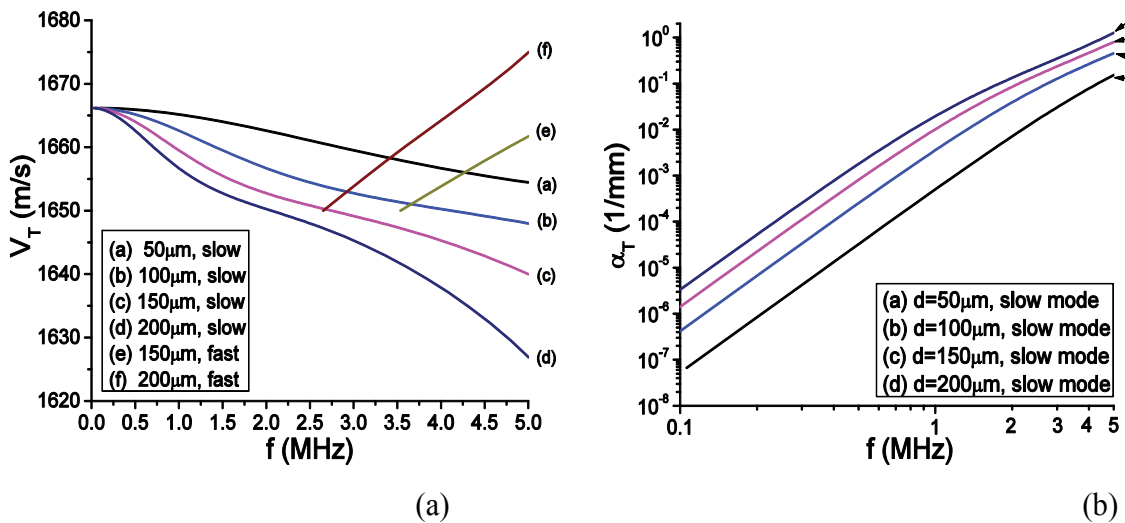 1680
1670
1660
1650
1640
1630
1620
V_T (m/s)
0.0 0.5 1.0 1.5 2.0 2.5 3.0 3.5 4.0 4.5 5.0
f (MHz)
(f)
(e)
(a)
(b)
(c)
(d)
(a) 50μm, slow
(b) 100μm, slow
(c) 150μm, slow
(d) 200μm, slow
(e) 150μm, fast
(f) 200μm, fast
(a)
10^0
10^-1
10^-2
10^-3
10^-4
10^-5
10^-6
10^-7
10^-8
α_T (1/mm)
0.1 1 2 3 4 5
f (MHz)
(a) d=50μm, slow mode
(b) d=100μm, slow mode
(c) d=150μm, slow mode
(d) d=200μm, slow mode
(b)